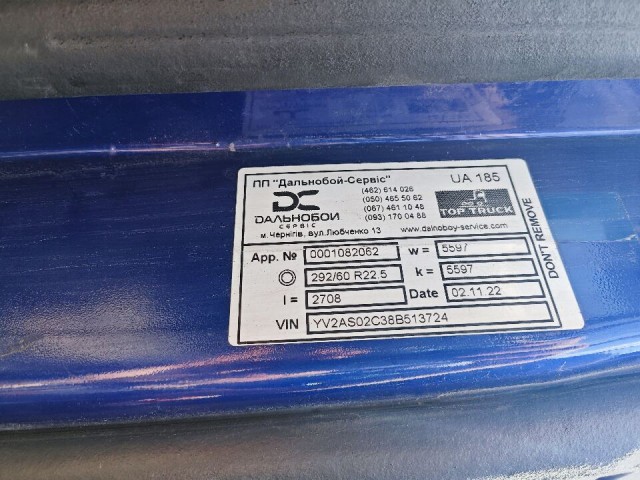 ПП "Дальнобой-Сервіс"
UA 185
DC
ДАЛЬНОБОЙ
СЕРВІС
(462) 614 026
(050) 465 50 62
(067) 461 10 48
(093) 170 04 88
TOP TRUCK
м. Чернігів, вул.Любченко 13
www.dalnoboy-service.com
App. № 0001082062 w = 5597
292/60 R22.5 k = 5597
l = 2708 Date 02.11.22
VIN YV2AS02C38B513724
DON'T REMOVE